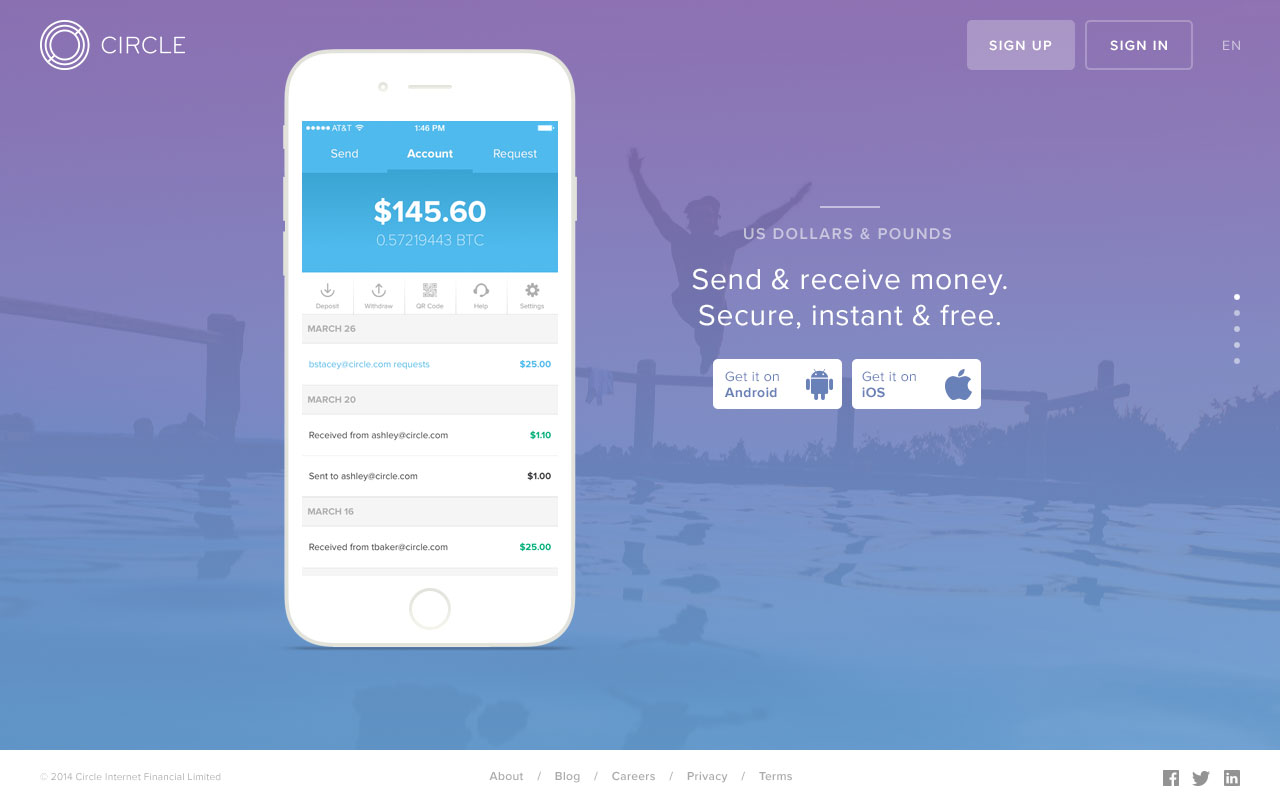 CIRCLE
SIGN UP
SIGN IN
EN
AT&T
1:46 PM
Send
Account
Request
$145.60
0.57219443 BTC
Deposit
Withdraw
QR Code
Help
Settings
MARCH 26
bstacey@circle.com requests
$25.00
MARCH 20
Received from ashley@circle.com
$1.10
Sent to ashley@circle.com
$1.00
MARCH 16
Received from tbaker@circle.com
$25.00
US DOLLARS & POUNDS
Send & receive money.
Secure, instant & free.
Get it on
Android
Get it on
iOS
© 2014 Circle Internet Financial Limited
About / Blog / Careers / Privacy / Terms